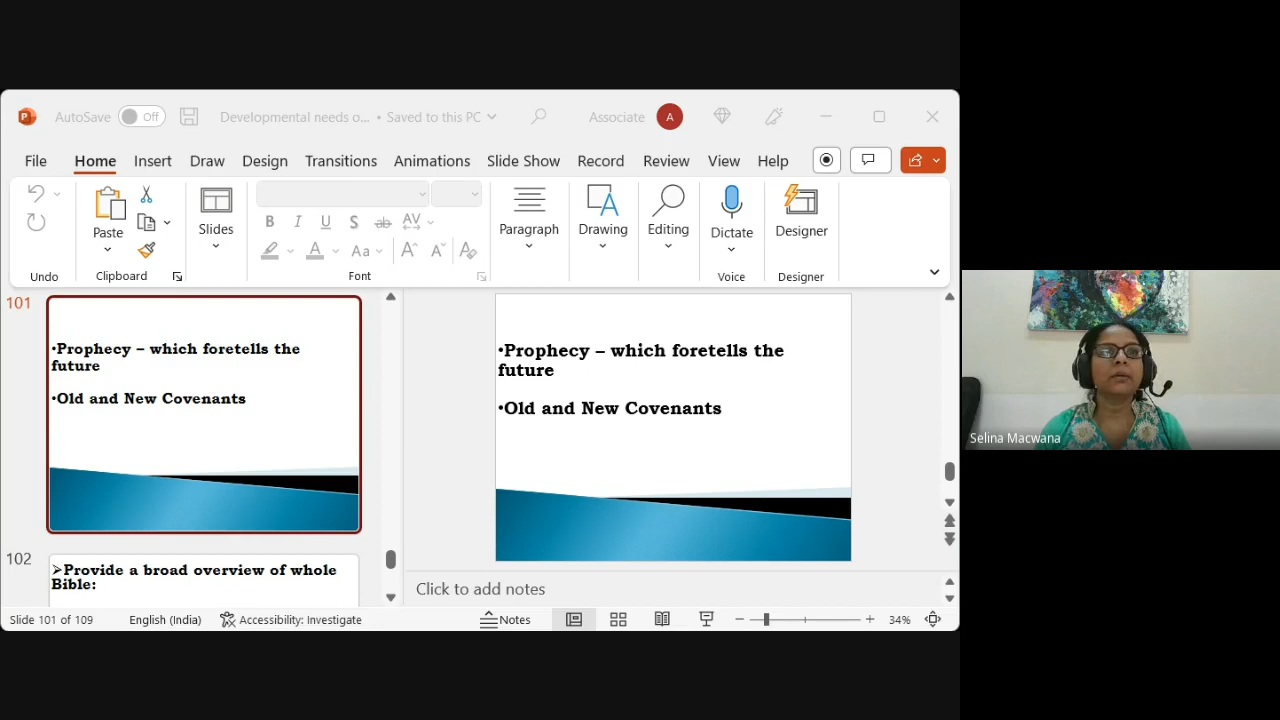 AutoSave Off Developmental needs o... • Saved to this PC Associate A
File Home Insert Draw Design Transitions Animations Slide Show Record Review View Help
Paste Slides B I U S ab AV Paragraph Drawing Editing Dictate Designer
A Aa A A A
Undo Clipboard Font Voice Designer
101
•Prophecy – which foretells the
future
•Old and New Covenants
102
➢Provide a broad overview of whole
Bible:
•Prophecy – which foretells the
future
•Old and New Covenants
Click to add notes
Selina Macwana
Slide 101 of 109 English (India) Accessibility: Investigate Notes 34%